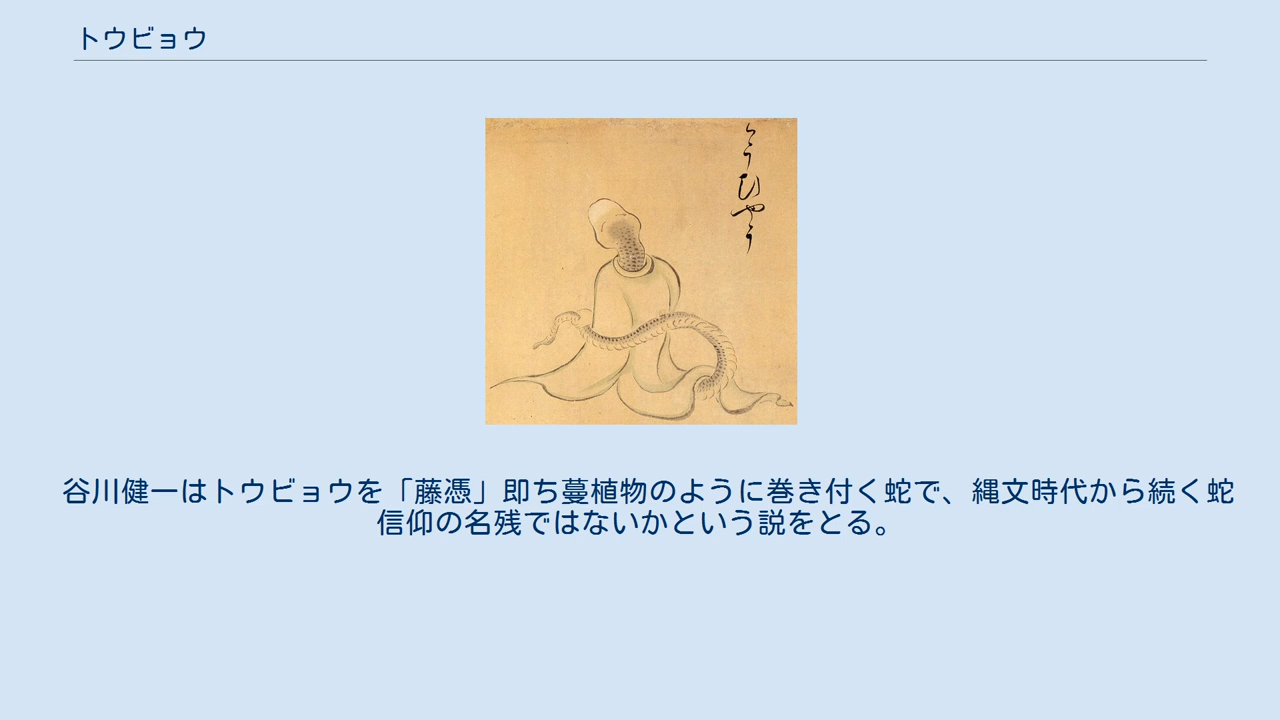 トウビョウ
とうひやう
谷川健一はトウビョウを「藤憑」即ち蔓植物のように巻き付く蛇で、縄文時代から続く蛇
信仰の名残ではないかという説をとる。